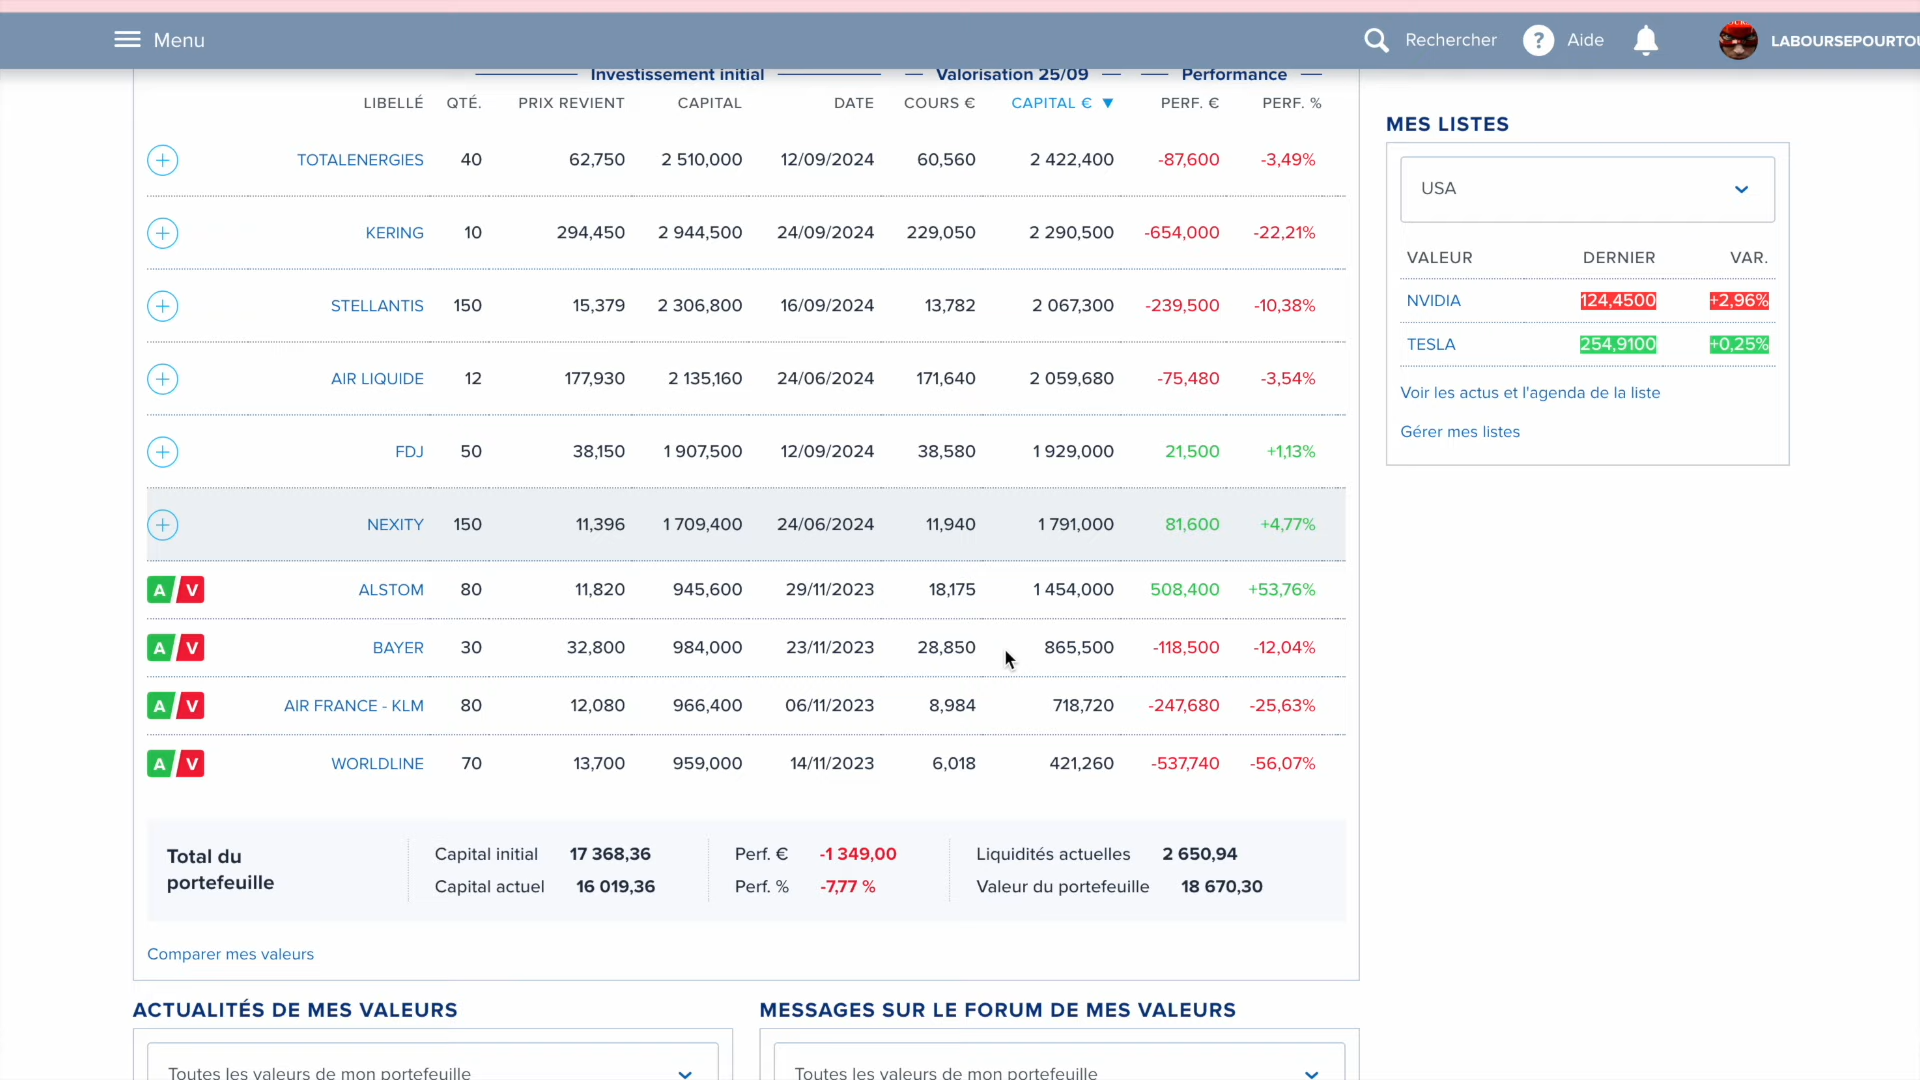 Menu
Rechercher
? Aide
LABOURSEPOURTOU
Investissement initial Valorisation 25/09 Performance
LIBELLÉ QTÉ. PRIX REVIENT CAPITAL DATE COURS € CAPITAL € ▼ PERF. € PERF. %
TOTALENERGIES 40 62,750 2 510,000 12/09/2024 60,560 2 422,400 -87,600 -3,49%
KERING 10 294,450 2 944,500 24/09/2024 229,050 2 290,500 -654,000 -22,21%
STELLANTIS 150 15,379 2 306,800 16/09/2024 13,782 2 067,300 -239,500 -10,38%
AIR LIQUIDE 12 177,930 2 135,160 24/06/2024 171,640 2 059,680 -75,480 -3,54%
FDJ 50 38,150 1 907,500 12/09/2024 38,580 1 929,000 21,500 +1,13%
NEXITY 150 11,396 1 709,400 24/06/2024 11,940 1 791,000 81,600 +4,77%
A V ALSTOM 80 11,820 945,600 29/11/2023 18,175 1 454,000 508,400 +53,76%
A V BAYER 30 32,800 984,000 23/11/2023 28,850 865,500 -118,500 -12,04%
A V AIR FRANCE - KLM 80 12,080 966,400 06/11/2023 8,984 718,720 -247,680 -25,63%
A V WORLDLINE 70 13,700 959,000 14/11/2023 6,018 421,260 -537,740 -56,07%
Total du
portefeuille
Capital initial 17 368,36
Capital actuel 16 019,36
Perf. € -1 349,00
Perf. % -7,77 %
Liquidités actuelles 2 650,94
Valeur du portefeuille 18 670,30
Comparer mes valeurs
MES LISTES
USA
VALEUR DERNIER VAR.
NVIDIA 124,4500 +2,96%
TESLA 254,9100 +0,25%
Voir les actus et l'agenda de la liste
Gérer mes listes
ACTUALITÉS DE MES VALEURS
Toutes les valeurs de mon portefeuille
MESSAGES SUR LE FORUM DE MES VALEURS
Toutes les valeurs de mon portefeuille